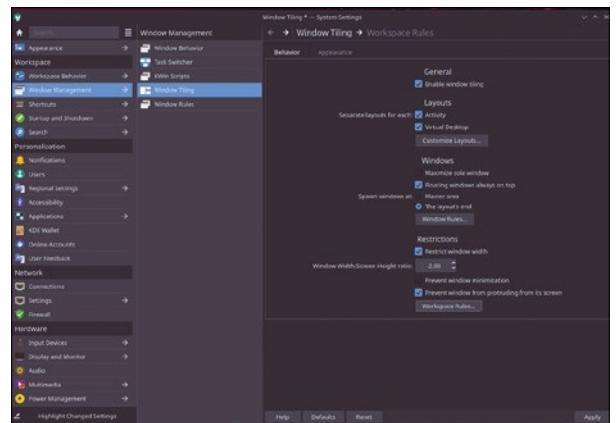 Window Tiling * — System Settings
Search...
Window Management
Window Tiling → Workspace Rules
Appearance
Workspace
Workspace Behavior
Window Management
Shortcuts
Startup and Shutdown
Search
Personalization
Notifications
Users
Regional Settings
Accessibility
Applications
KDE Wallet
Online Accounts
User Feedback
Network
Connections
Settings
Firewall
Hardware
Input Devices
Display and Monitor
Audio
Multimedia
Power Management
Highlight Changed Settings
Window Behavior
Task Switcher
KWin Scripts
Window Tiling
Window Rules
Behavior Appearance
General
Enable window tiling
Layouts
Separate layouts for each: Activity
Virtual Desktop
Customize Layouts...
Windows
Maximize sole window
Floating windows always on top
Spawn windows at: Master area
The layout's end
Window Rules...
Restrictions
Restrict window width
Window Width/Screen Height ratio: 2.00
Prevent window minimization
Prevent window from protruding from its screen
Workspace Rules...
Help Defaults Reset Apply